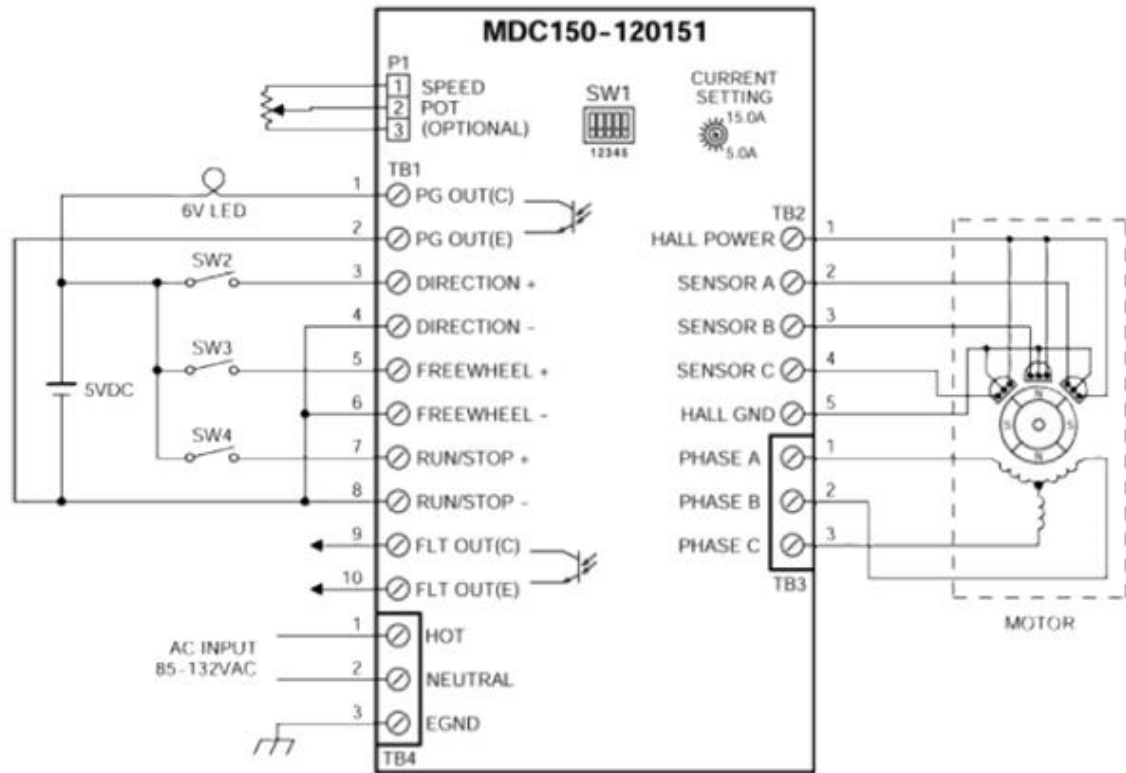 MDC150-120151
P1
1 SPEED
2 POT
3 (OPTIONAL)
SW1
12345
CURRENT
SETTING
15.0A
5.0A
TB1
1 PG OUT(C)
6V LED
2 PG OUT(E)
SW2
3 DIRECTION +
4 DIRECTION -
SW3
5 FREEWHEEL +
5VDC
6 FREEWHEEL -
SW4
7 RUN/STOP +
8 RUN/STOP -
9 FLT OUT(C)
10 FLT OUT(E)
AC INPUT
85-132VAC
1 HOT
2 NEUTRAL
3 EGND
TB4
TB2
HALL POWER 1
SENSOR A 2
SENSOR B 3
SENSOR C 4
HALL GND 5
PHASE A 1
PHASE B 2
PHASE C 3
TB3
N
S S
N
MOTOR